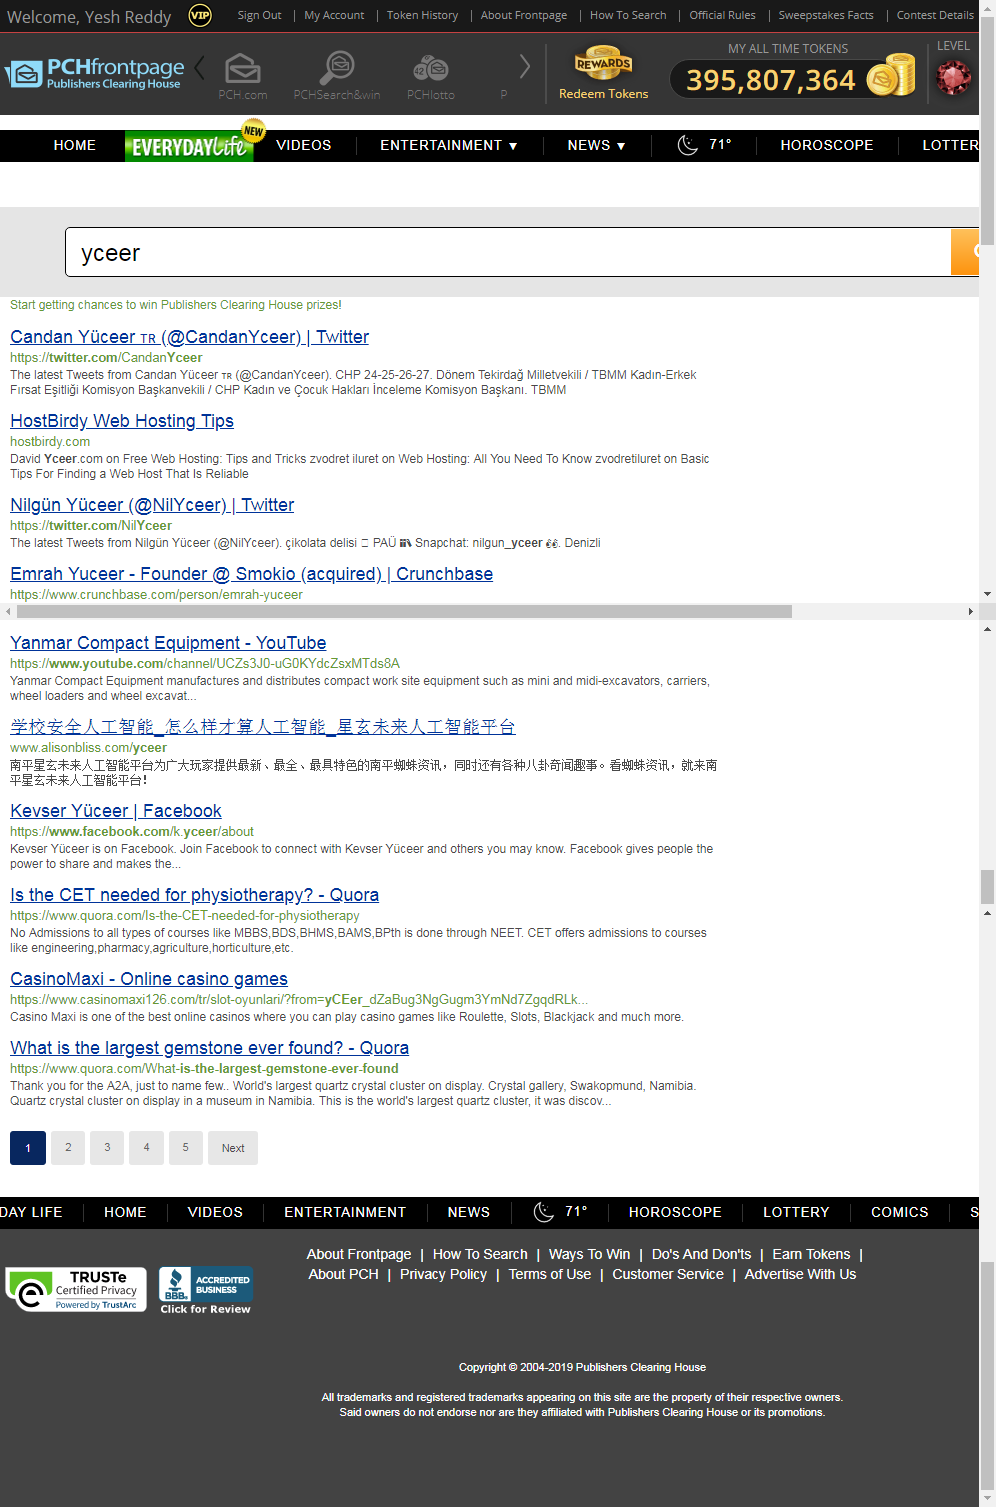 Welcome, Yesh Reddy VIP Sign Out | My Account | Token History | About Frontpage | How To Search | Official Rules | Sweepstakes Facts | Contest Details
PCHfrontpage
Publishers Clearing House
PCH.com PCHSearch&win PCHlotto P
REWARDS
Redeem Tokens
MY ALL TIME TOKENS
395,807,364
LEVEL
HOME EVERYDAY Life NEW VIDEOS ENTERTAINMENT ▼ NEWS ▼ 71° HOROSCOPE LOTTER
yceer
Start getting chances to win Publishers Clearing House prizes!
Candan Yüceer TR (@CandanYceer) | Twitter
https://twitter.com/CandanYceer
The latest Tweets from Candan Yüceer TR (@CandanYceer). CHP 24-25-26-27. Dönem Tekirdağ Milletvekili / TBMM Kadın-Erkek
Fırsat Eşitliği Komisyon Başkanvekili / CHP Kadın ve Çocuk Hakları İnceleme Komisyon Başkanı. TBMM
HostBirdy Web Hosting Tips
hostbirdy.com
David Yceer.com on Free Web Hosting: Tips and Tricks zvodret iluret on Web Hosting: All You Need To Know zvodretiluret on Basic
Tips For Finding a Web Host That Is Reliable
Nilgün Yüceer (@NilYceer) | Twitter
https://twitter.com/NilYceer
The latest Tweets from Nilgün Yüceer (@NilYceer). çikolata delisi PAÜ Snapchat: nilgun_yceer . Denizli
Emrah Yuceer - Founder @ Smokio (acquired) | Crunchbase
https://www.crunchbase.com/person/emrah-yuceer
Yanmar Compact Equipment - YouTube
https://www.youtube.com/channel/UCZs3J0-uG0KYdcZsxMTds8A
Yanmar Compact Equipment manufactures and distributes compact work site equipment such as mini and midi-excavators, carriers,
wheel loaders and wheel excavat...
学校安全人工智能_怎么样才算人工智能_星玄未来人工智能平台
www.alisonbliss.com/yceer
南平星玄未来人工智能平台为广大玩家提供最新、最全、最具特色的南平蜘蛛资讯，同时还有各种八卦奇闻趣事。看蜘蛛资讯，就来南
平星玄未来人工智能平台！
Kevser Yüceer | Facebook
https://www.facebook.com/k.yceer/about
Kevser Yüceer is on Facebook. Join Facebook to connect with Kevser Yüceer and others you may know. Facebook gives people the
power to share and makes the...
Is the CET needed for physiotherapy? - Quora
https://www.quora.com/Is-the-CET-needed-for-physiotherapy
No Admissions to all types of courses like MBBS,BDS,BHMS,BAMS,BPth is done through NEET. CET offers admissions to courses
like engineering,pharmacy,agriculture,horticulture,etc.
CasinoMaxi - Online casino games
https://www.casinomaxi126.com/tr/slot-oyunlari/?from=yCEer_dZaBug3NgGugm3YmNd7ZgqdRLk...
Casino Maxi is one of the best online casinos where you can play casino games like Roulette, Slots, Blackjack and much more.
What is the largest gemstone ever found? - Quora
https://www.quora.com/What-is-the-largest-gemstone-ever-found
Thank you for the A2A, just to name few.. World's largest quartz crystal cluster on display. Crystal gallery, Swakopmund, Namibia.
Quartz crystal cluster on display in a museum in Namibia. This is the world's largest quartz cluster, it was discov...
1 2 3 4 5 Next
DAY LIFE HOME VIDEOS ENTERTAINMENT NEWS 71° HOROSCOPE LOTTERY COMICS S
About Frontpage | How To Search | Ways To Win | Do's And Don'ts | Earn Tokens |
About PCH | Privacy Policy | Terms of Use | Customer Service | Advertise With Us
TRUSTe
Certified Privacy
Powered by TrustArc
BBB. ACCREDITED
BUSINESS
Click for Review
Copyright © 2004-2019 Publishers Clearing House
All trademarks and registered trademarks appearing on this site are the property of their respective owners.
Said owners do not endorse nor are they affiliated with Publishers Clearing House or its promotions.